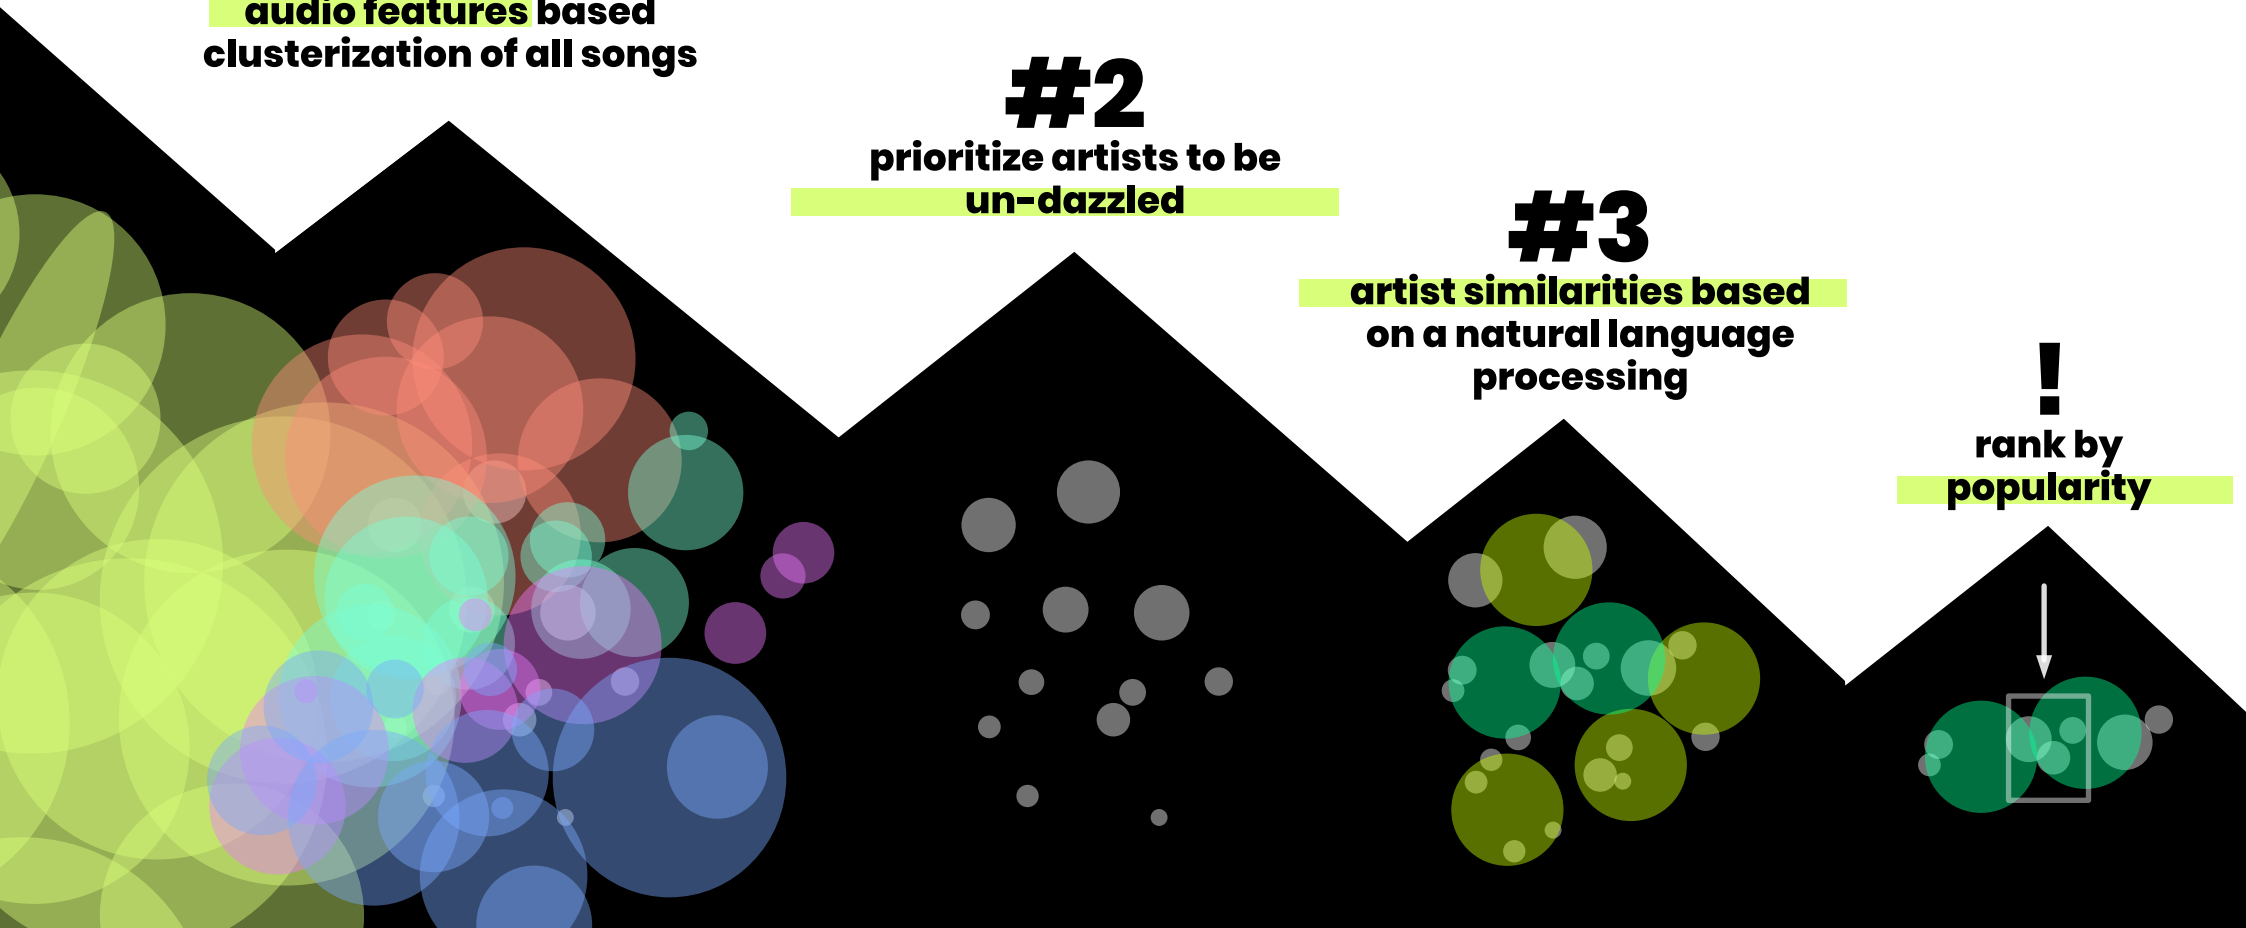 audio features based
clusterization of all songs
#2
prioritize artists to be
un-dazzled
#3
artist similarities based
on a natural language
processing
!
rank by
popularity